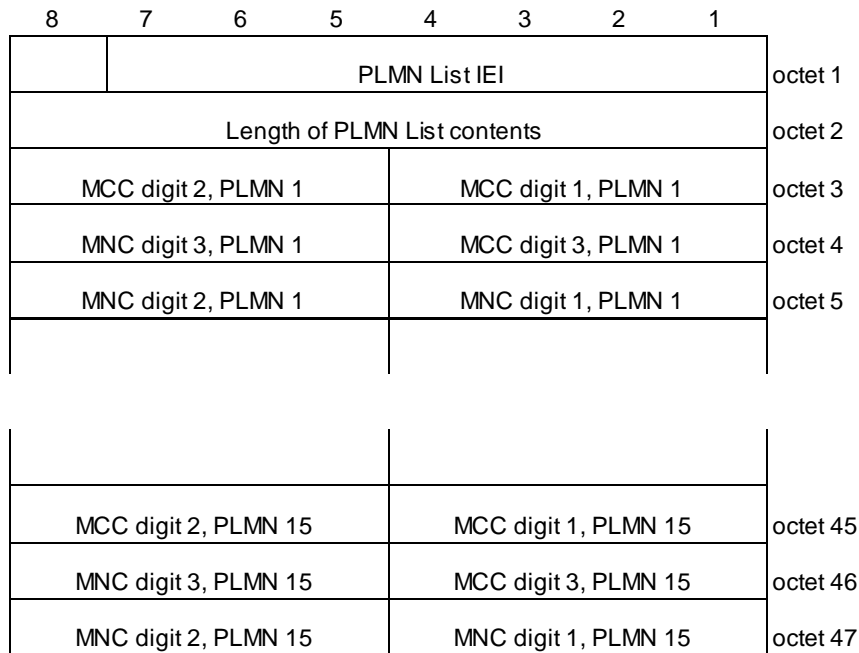 8 7 6 5 4 3 2 1
PLMN List IEI octet 1
Length of PLMN List contents octet 2
MCC digit 2, PLMN 1 MCC digit 1, PLMN 1 octet 3
MNC digit 3, PLMN 1 MCC digit 3, PLMN 1 octet 4
MNC digit 2, PLMN 1 MNC digit 1, PLMN 1 octet 5
MCC digit 2, PLMN 15 MCC digit 1, PLMN 15 octet 45
MNC digit 3, PLMN 15 MCC digit 3, PLMN 15 octet 46
MNC digit 2, PLMN 15 MNC digit 1, PLMN 15 octet 47